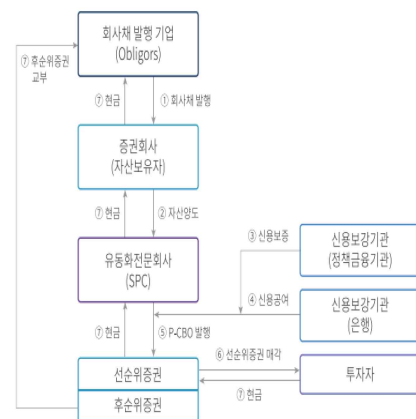 회사채 발행 기업
(Obligors)
⑦ 후순위증권
교부
⑦ 현금
① 회사채 발행
증권회사
(자산보유자)
⑦ 현금
② 자산양도
③ 신용보증
신용보강기관
(정책금융기관)
유동화전문회사
(SPC)
④ 신용공여
신용보강기관
(은행)
⑦ 현금
⑤ P-CBO 발행
⑥ 선순위증권 매각
선순위증권
투자자
⑦ 현금
후순위증권